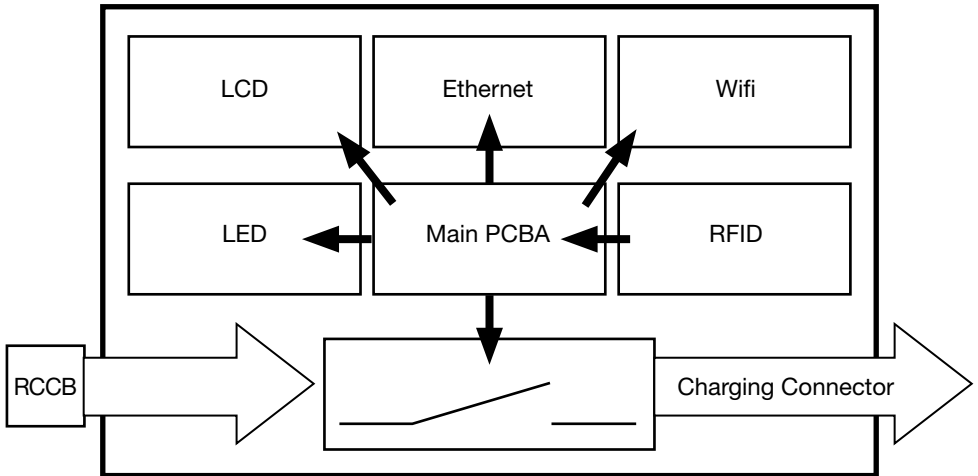 LCD
Ethernet
Wifi
LED
Main PCBA
RFID
RCCB
Charging Connector